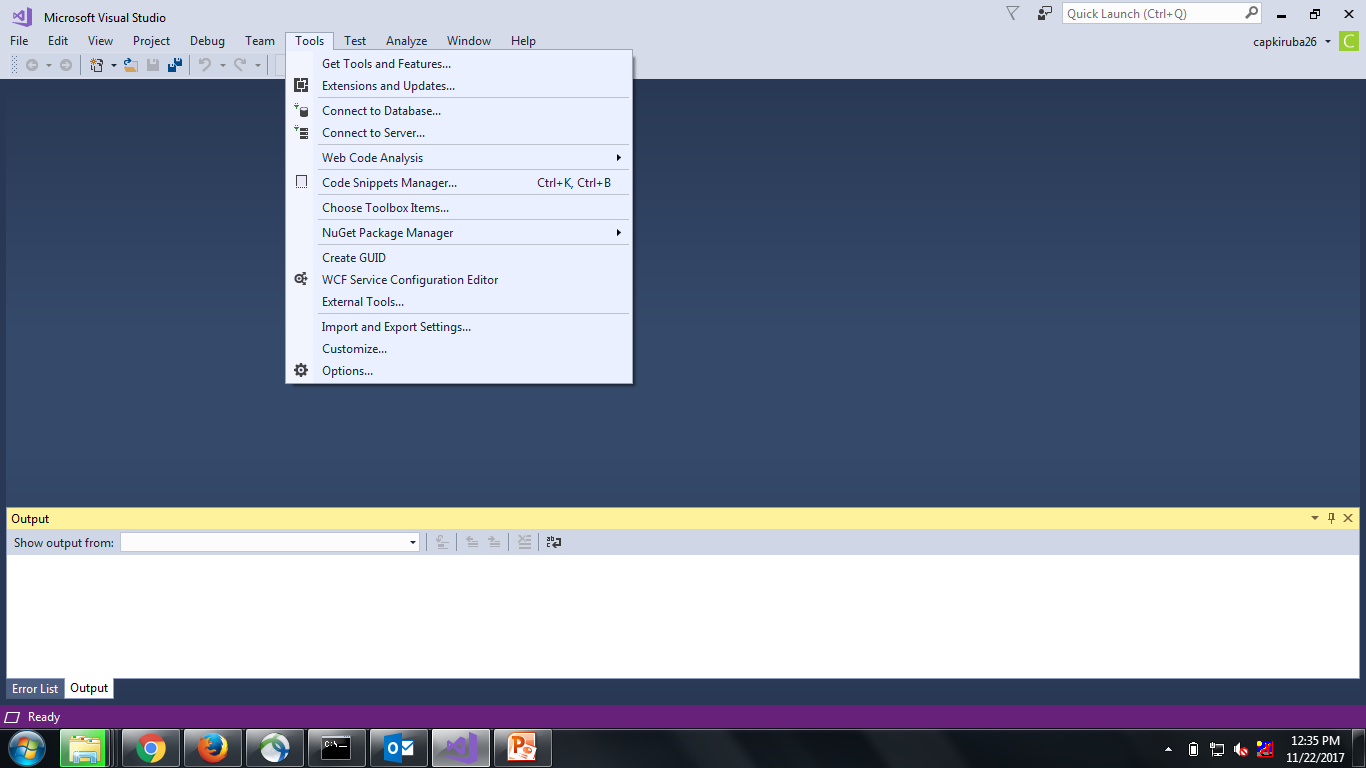 Microsoft Visual Studio
Quick Launch (Ctrl+Q)
File Edit View Project Debug Team Tools Test Analyze Window Help
capkiruba26 C
Get Tools and Features...
Extensions and Updates...
Connect to Database...
Connect to Server...
Web Code Analysis
Code Snippets Manager... Ctrl+K, Ctrl+B
Choose Toolbox Items...
NuGet Package Manager
Create GUID
WCF Service Configuration Editor
External Tools...
Import and Export Settings...
Customize...
Options...
Output
Show output from:
Error List Output
Ready
12:35 PM
11/22/2017